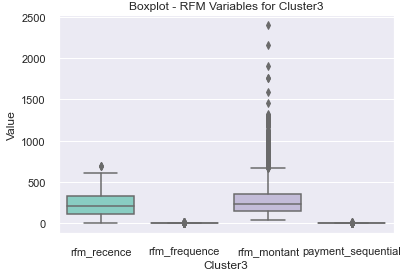 Boxplot - RFM Variables for Cluster3
Value
2500
2000
1500
1000
500
0
rfm_recence rfm_frequence rfm_montant payment_sequential
Cluster3